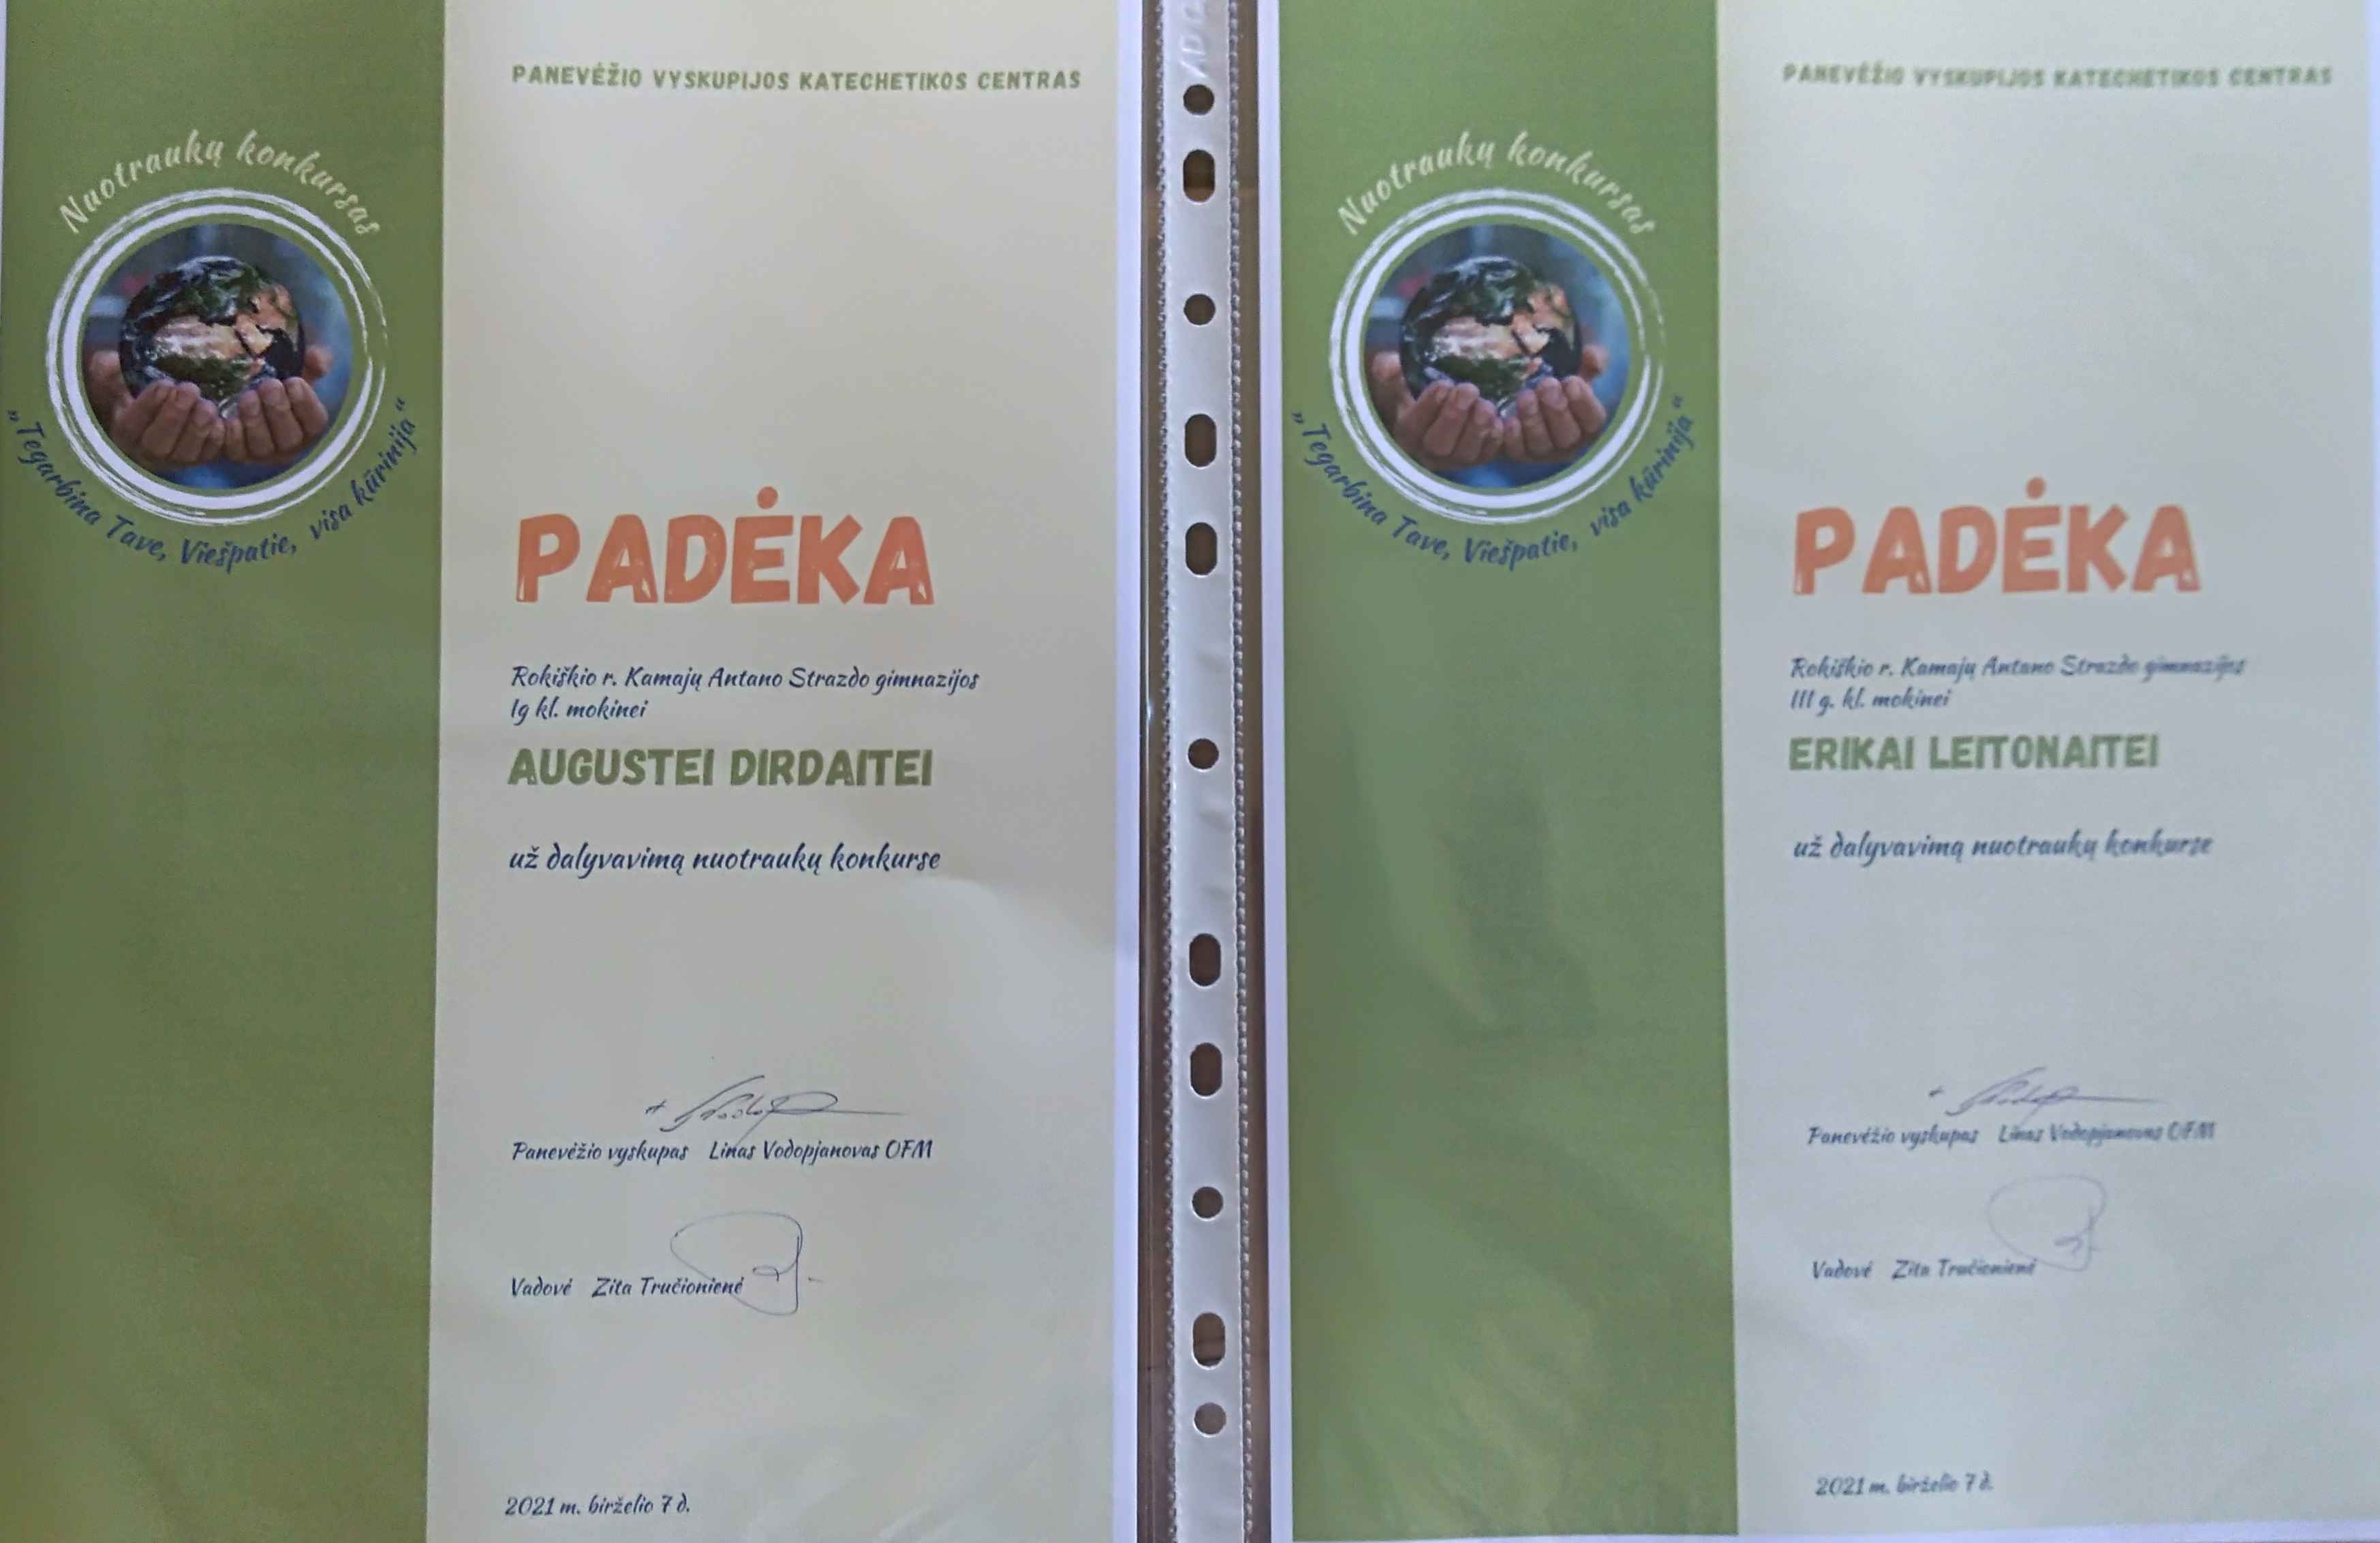 PANEVĖŽIO VYSKUPIJOS KATECHETIKOS CENTRAS
Nuotraukų konkursas
„Tegarbina Tave, Viešpatie, visa kūrinija“
PADĖKA
Rokiškio r. Kamajų Antano Strazdo gimnazijos
Ig kl. mokinei
AUGUSTEI DIRDAITEI
už dalyvavimą nuotraukų konkurse
Panevėžio vyskupas Linas Vodopjanovas OFM
Vadovė Zita Tručionienė
2021 m. birželio 7 d.
PANEVĖŽIO VYSKUPIJOS KATECHETIKOS CENTRAS
Nuotraukų konkursas
„Tegarbina Tave, Viešpatie, visa kūrinija“
PADĖKA
Rokiškio r. Kamajų Antano Strazdo gimnazijos
III g. kl. mokinei
ERIKAI LEITONAITEI
už dalyvavimą nuotraukų konkurse
Panevėžio vyskupas Linas Vodopjanovas OFM
Vadovė Zita Tručionienė
2021 m. birželio 7 d.